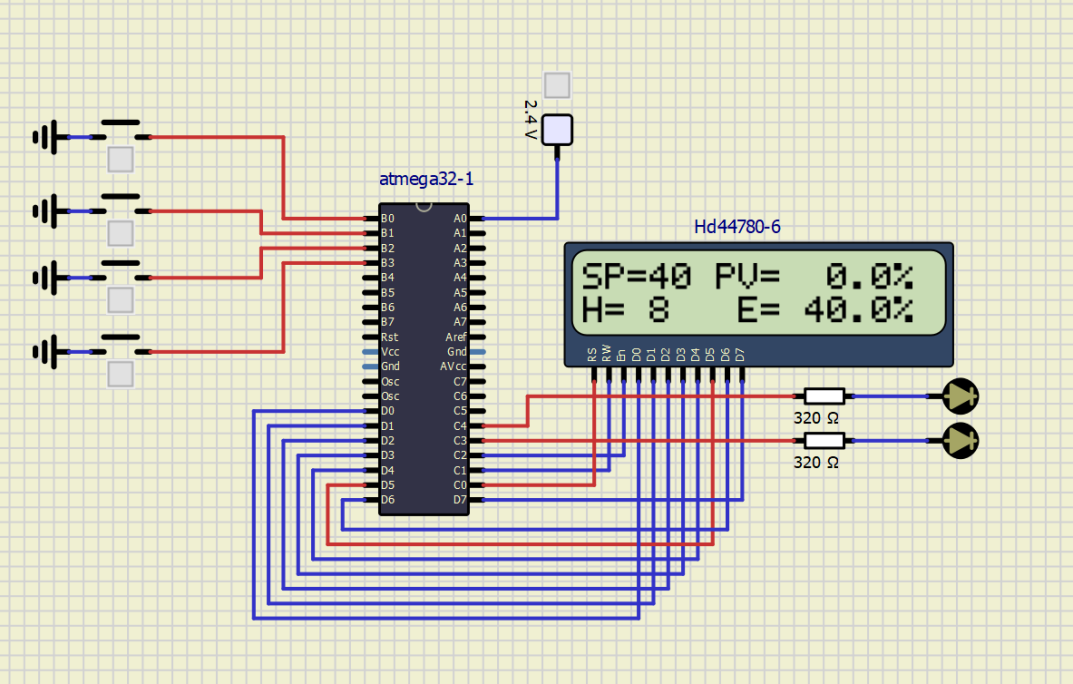 2.4 V
atmega32-1
B0 A0
B1 A1
B2 A2
B3 A3
B4 A4
B5 A5
B6 A6
B7 A7
Rst Aref
Vcc Gnd
Gnd AVcc
Osc C7
Osc C6
D0 C5
D1 C4
D2 C3
D3 C2
D4 C1
D5 C0
D6 D7
Hd44780-6
SP=40 PV= 0.0%
H= 8 E= 40.0%
RS RW En D0 D1 D2 D3 D4 D5 D6 D7
320 Ω
320 Ω